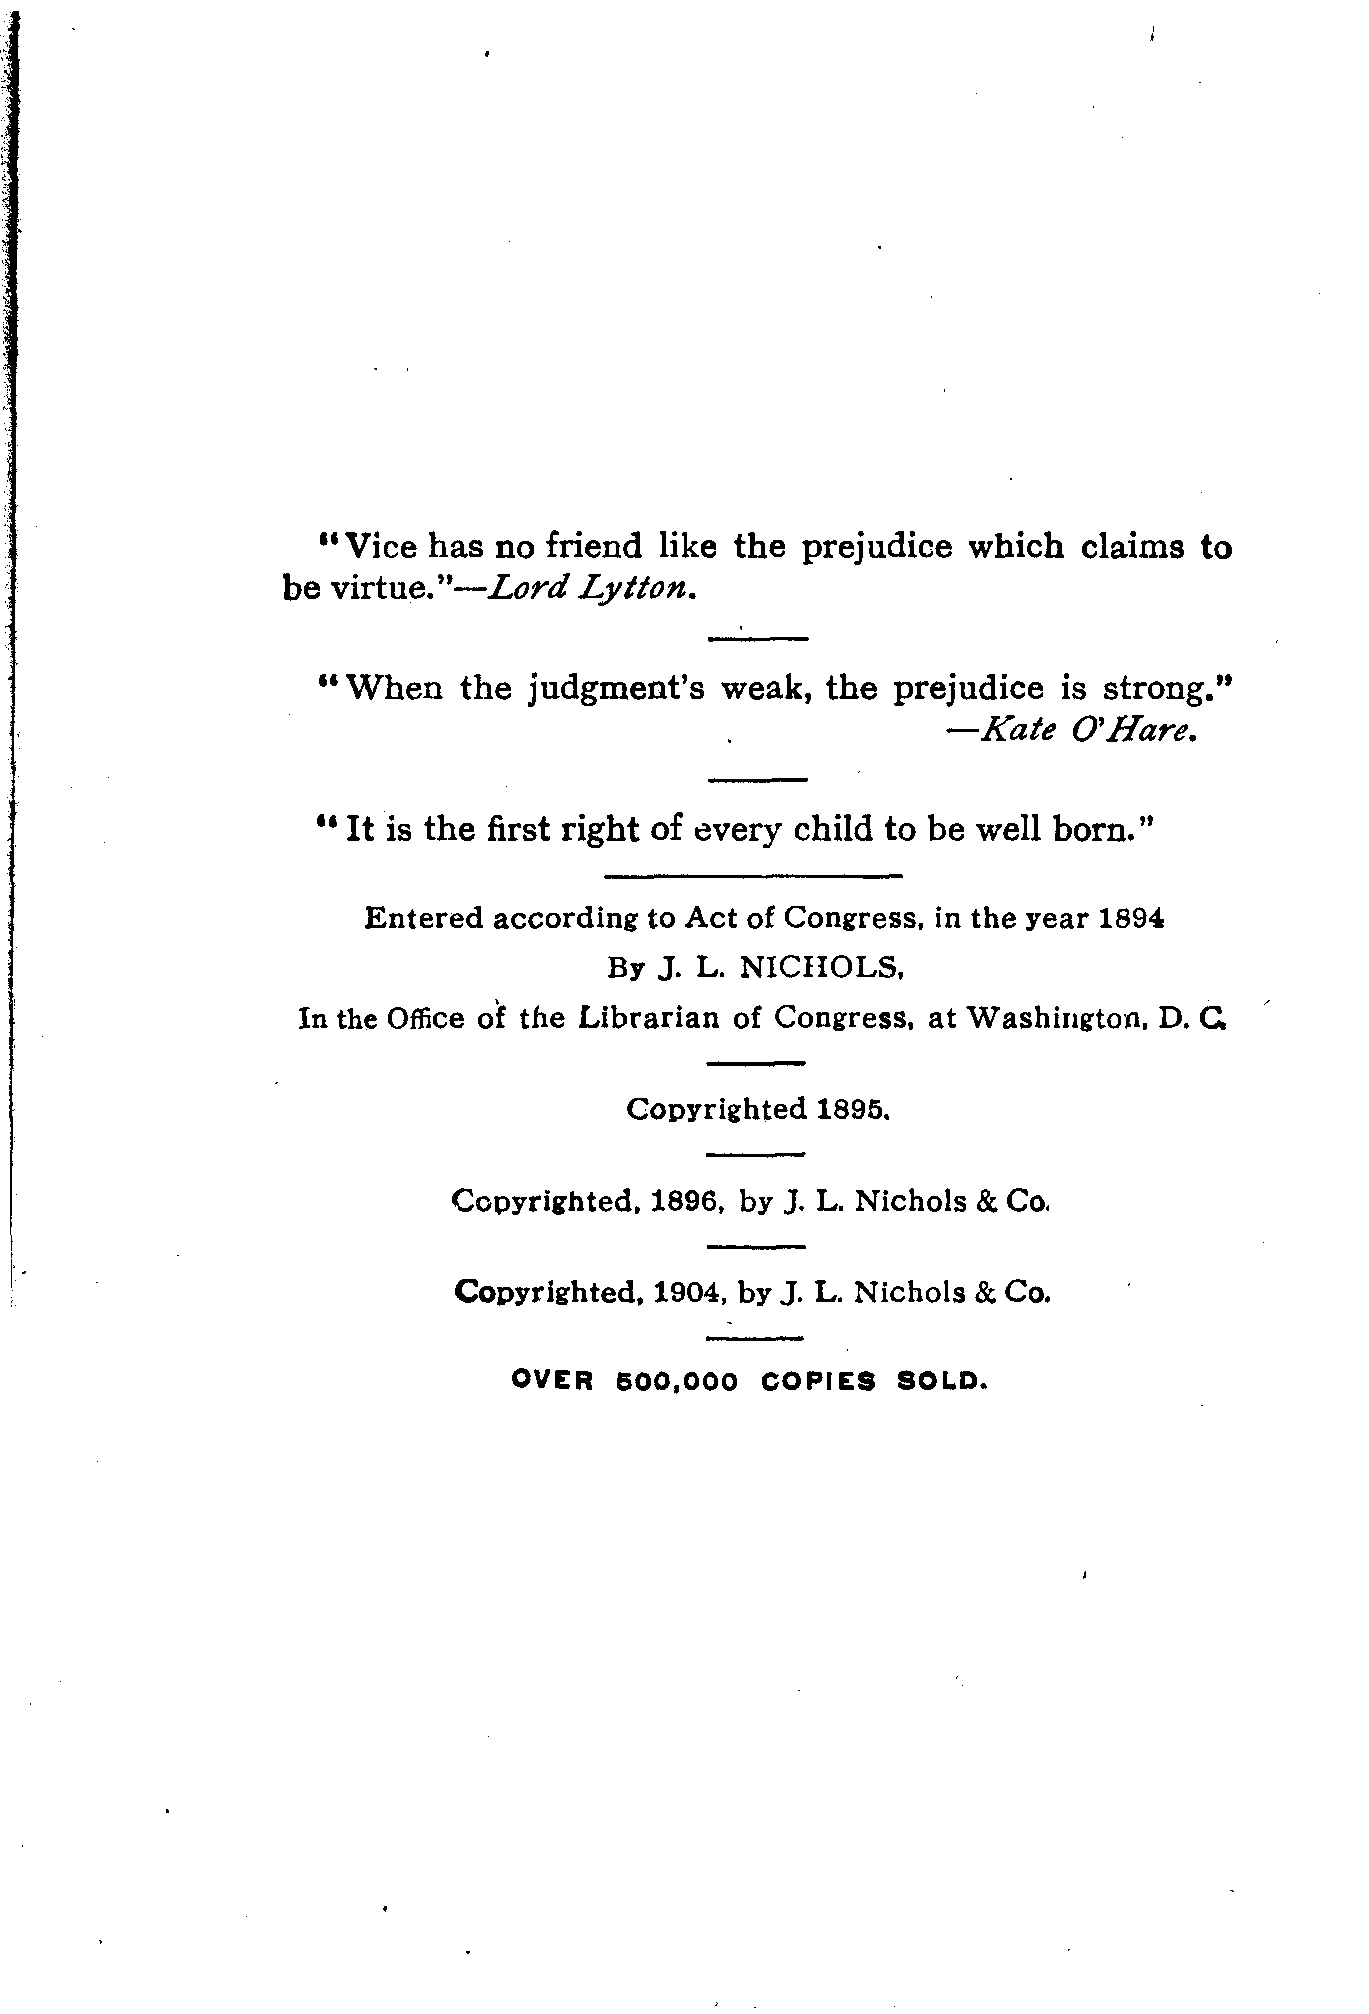 "Vice has no friend like the prejudice which claims to
be virtue."—Lord Lytton.
"When the judgment's weak, the prejudice is strong."
—Kate O'Hare.
"It is the first right of every child to be well born."
Entered according to Act of Congress, in the year 1894
By J. L. NICHOLS,
In the Office of the Librarian of Congress, at Washington, D. C.
Copyrighted 1895.
Copyrighted, 1896, by J. L. Nichols & Co.
Copyrighted, 1904, by J. L. Nichols & Co.
OVER 500,000 COPIES SOLD.